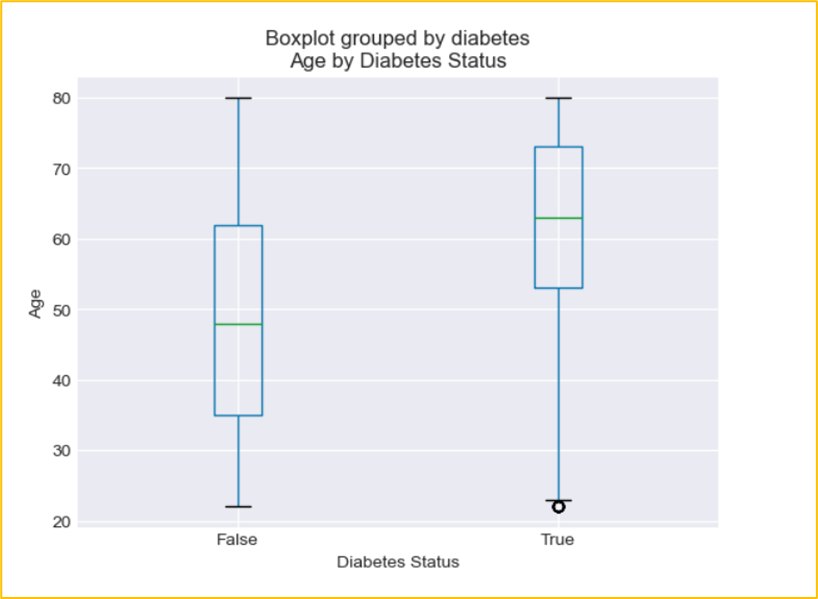 Boxplot grouped by diabetes
Age by Diabetes Status
80
70
60
50
40
30
20
Age
False True
Diabetes Status